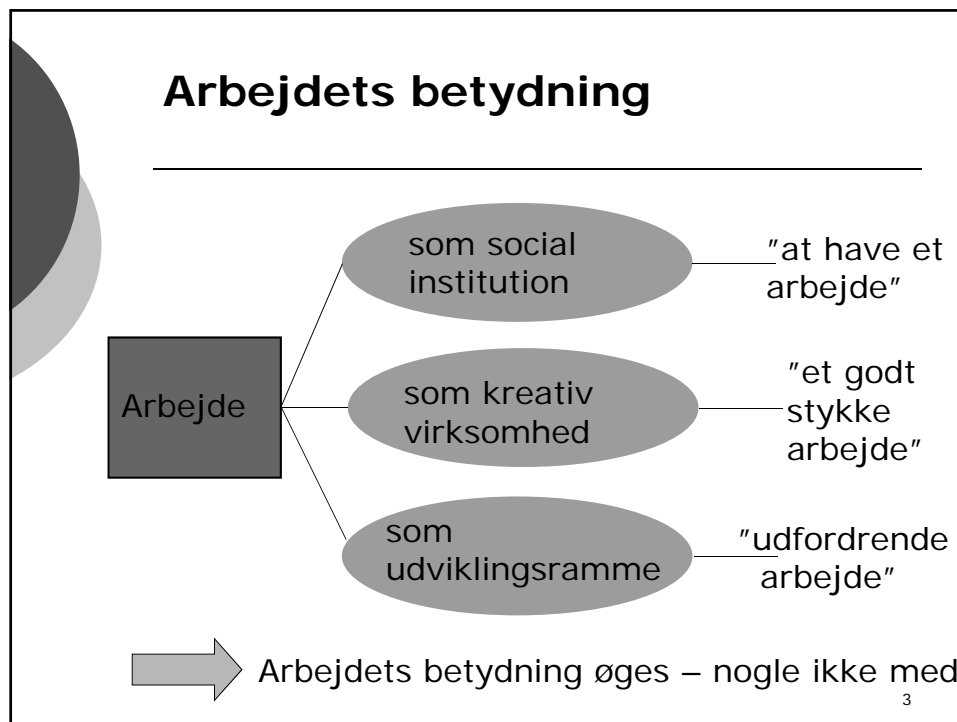 Arbejdets betydning
som social
institution
"at have et
arbejde"
Arbejde
som kreativ
virksomhed
"et godt
stykke
arbejde"
som
udviklingsramme
"udfordrende
arbejde"
Arbejdets betydning øges – nogle ikke med
3